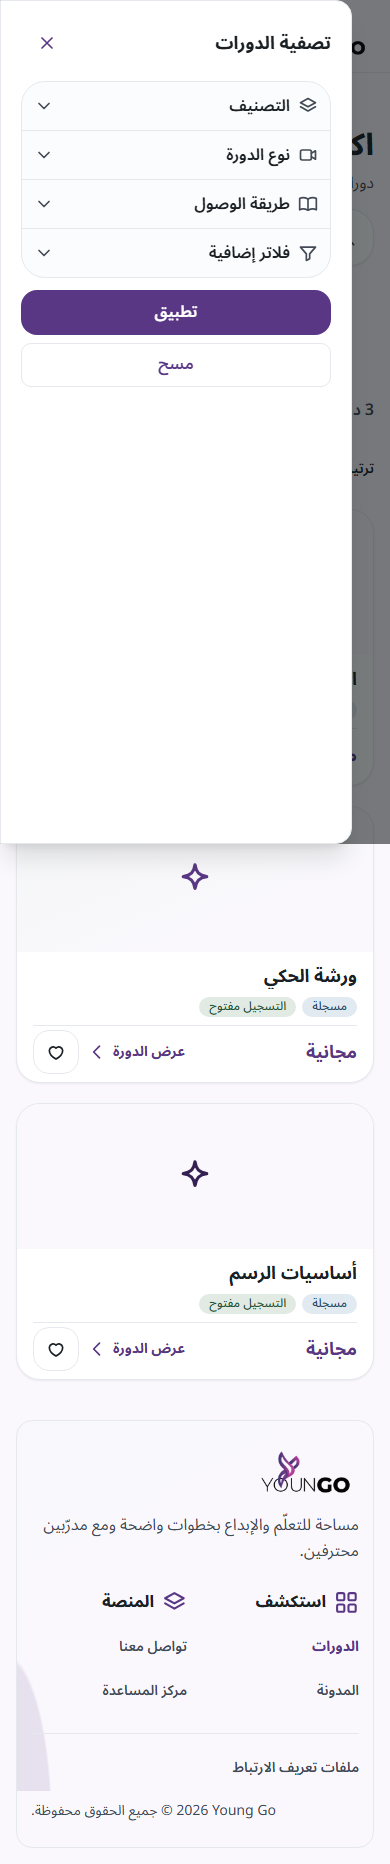 تصفية الدورات
التصنيف
نوع الدورة
طريقة الوصول
فلاتر إضافية
تطبيق
مسح
3
ورشة الحكي
مسجلة التسجيل مفتوح
مجانية عرض الدورة
أساسيات الرسم
مسجلة التسجيل مفتوح
مجانية عرض الدورة
YOUNGO
مساحة للتعلّم والإبداع بخطوات واضحة ومع مدرّبين
محترفين.
استكشف
الدورات
المدونة
المنصة
تواصل معنا
مركز المساعدة
ملفات تعريف الارتباط
Young Go 2026 © جميع الحقوق محفوظة.